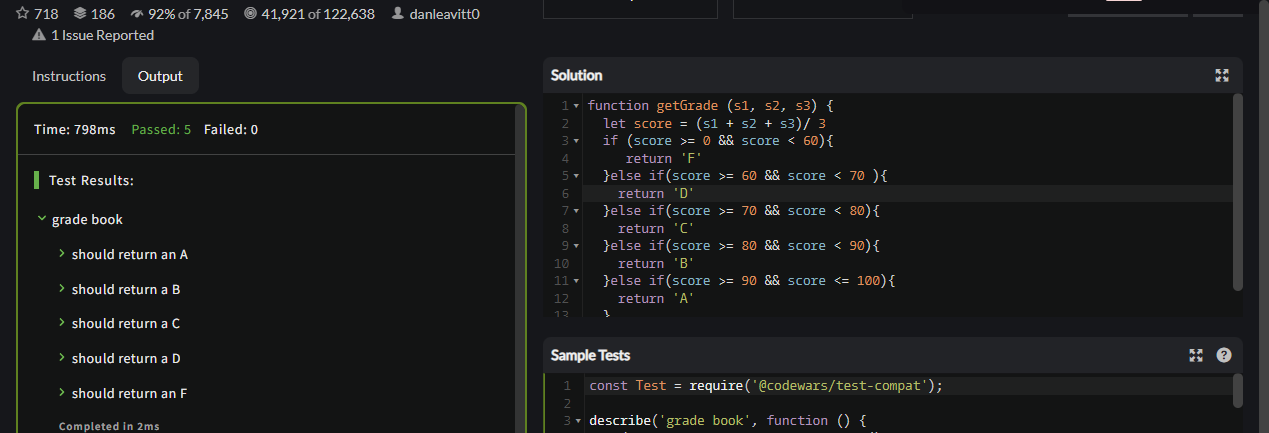 718 186 92% of 7,845 41,921 of 122,638 danleavitt0
1 Issue Reported
Instructions Output
Time: 798ms Passed: 5 Failed: 0
Test Results:
grade book
should return an A
should return a B
should return a C
should return a D
should return an F
Completed in 2ms
Solution
1 function getGrade (s1, s2, s3) {
2 let score = (s1 + s2 + s3)/ 3
3 if (score >= 0 && score < 60){
4 return 'F'
5 }else if(score >= 60 && score < 70 ){
6 return 'D'
7 }else if(score >= 70 && score < 80){
8 return 'C'
9 }else if(score >= 80 && score < 90){
10 return 'B'
11 }else if(score >= 90 && score <= 100){
12 return 'A'
13 }
Sample Tests
?
1 const Test = require('@codewars/test-compat');
2
3 describe('grade book', function () {